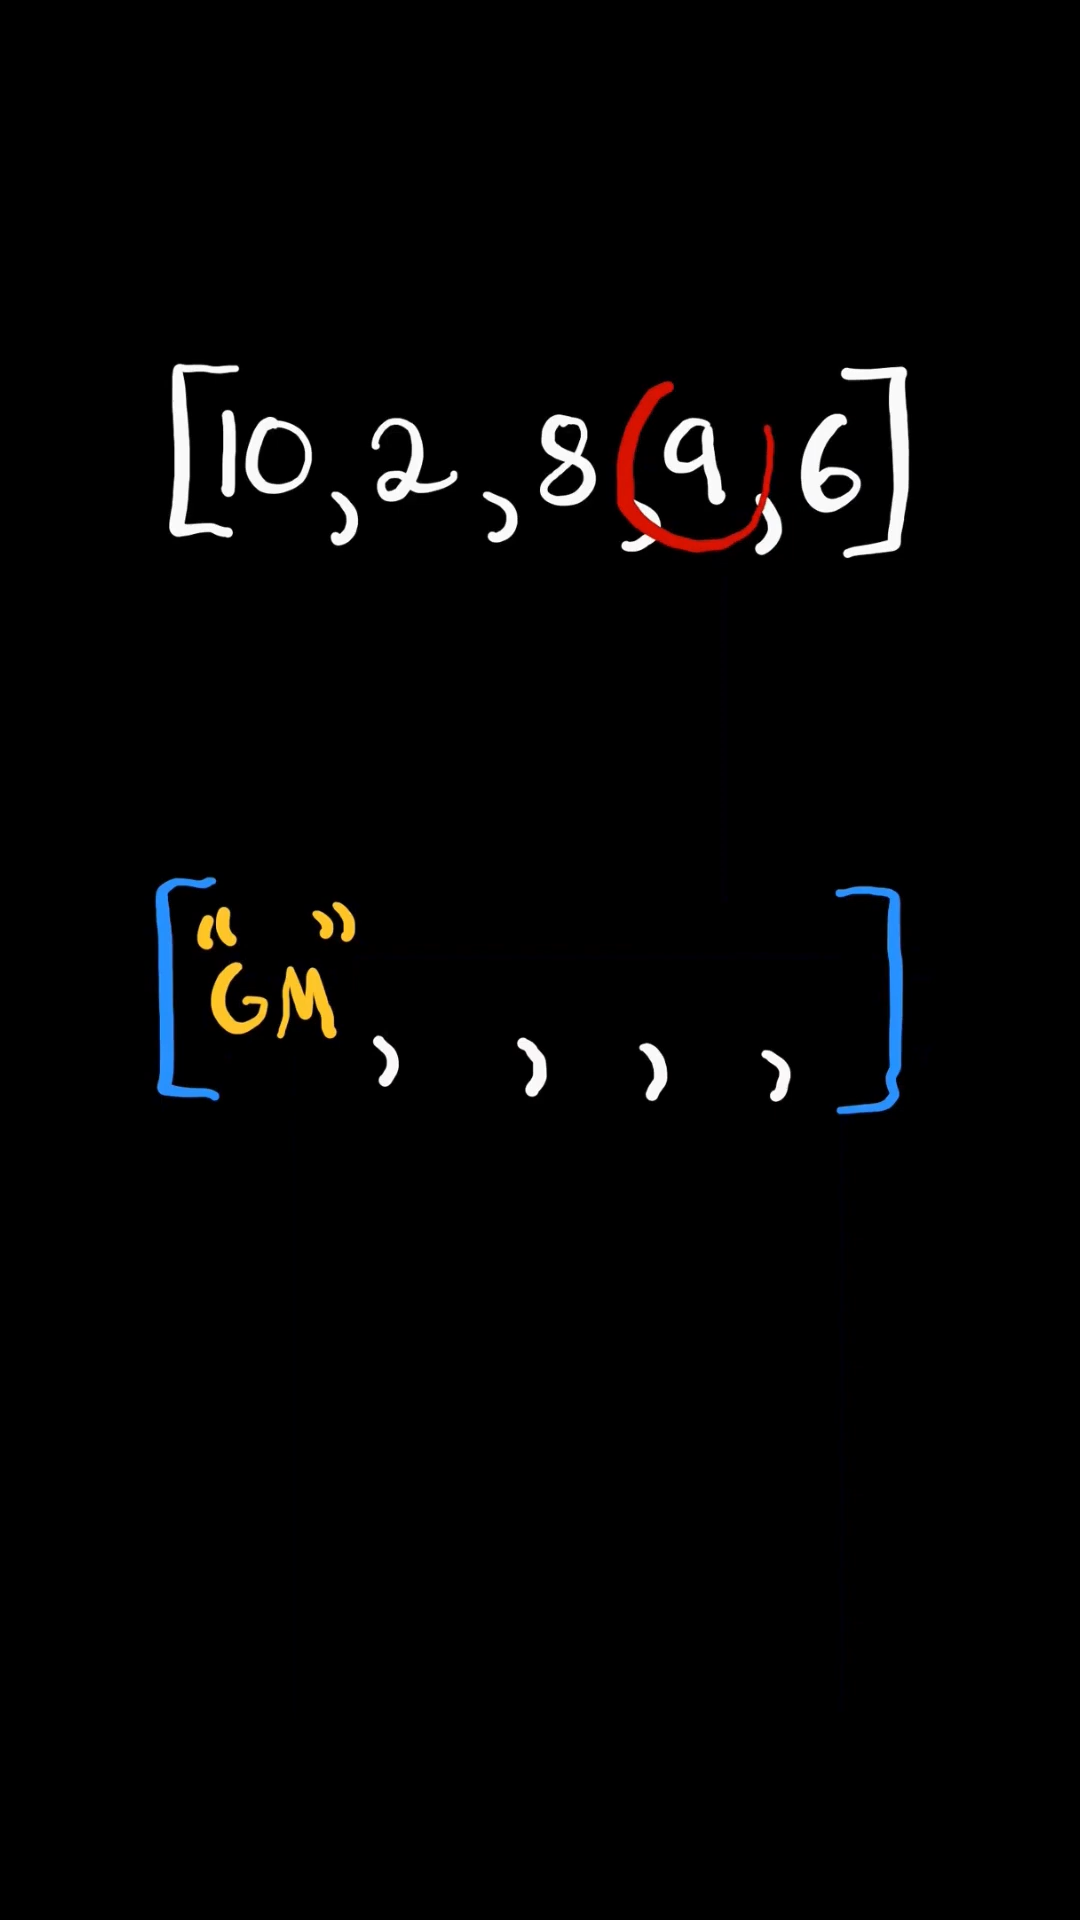 [10, 2, 8, 9, 6]
[“GM”, , , , ]